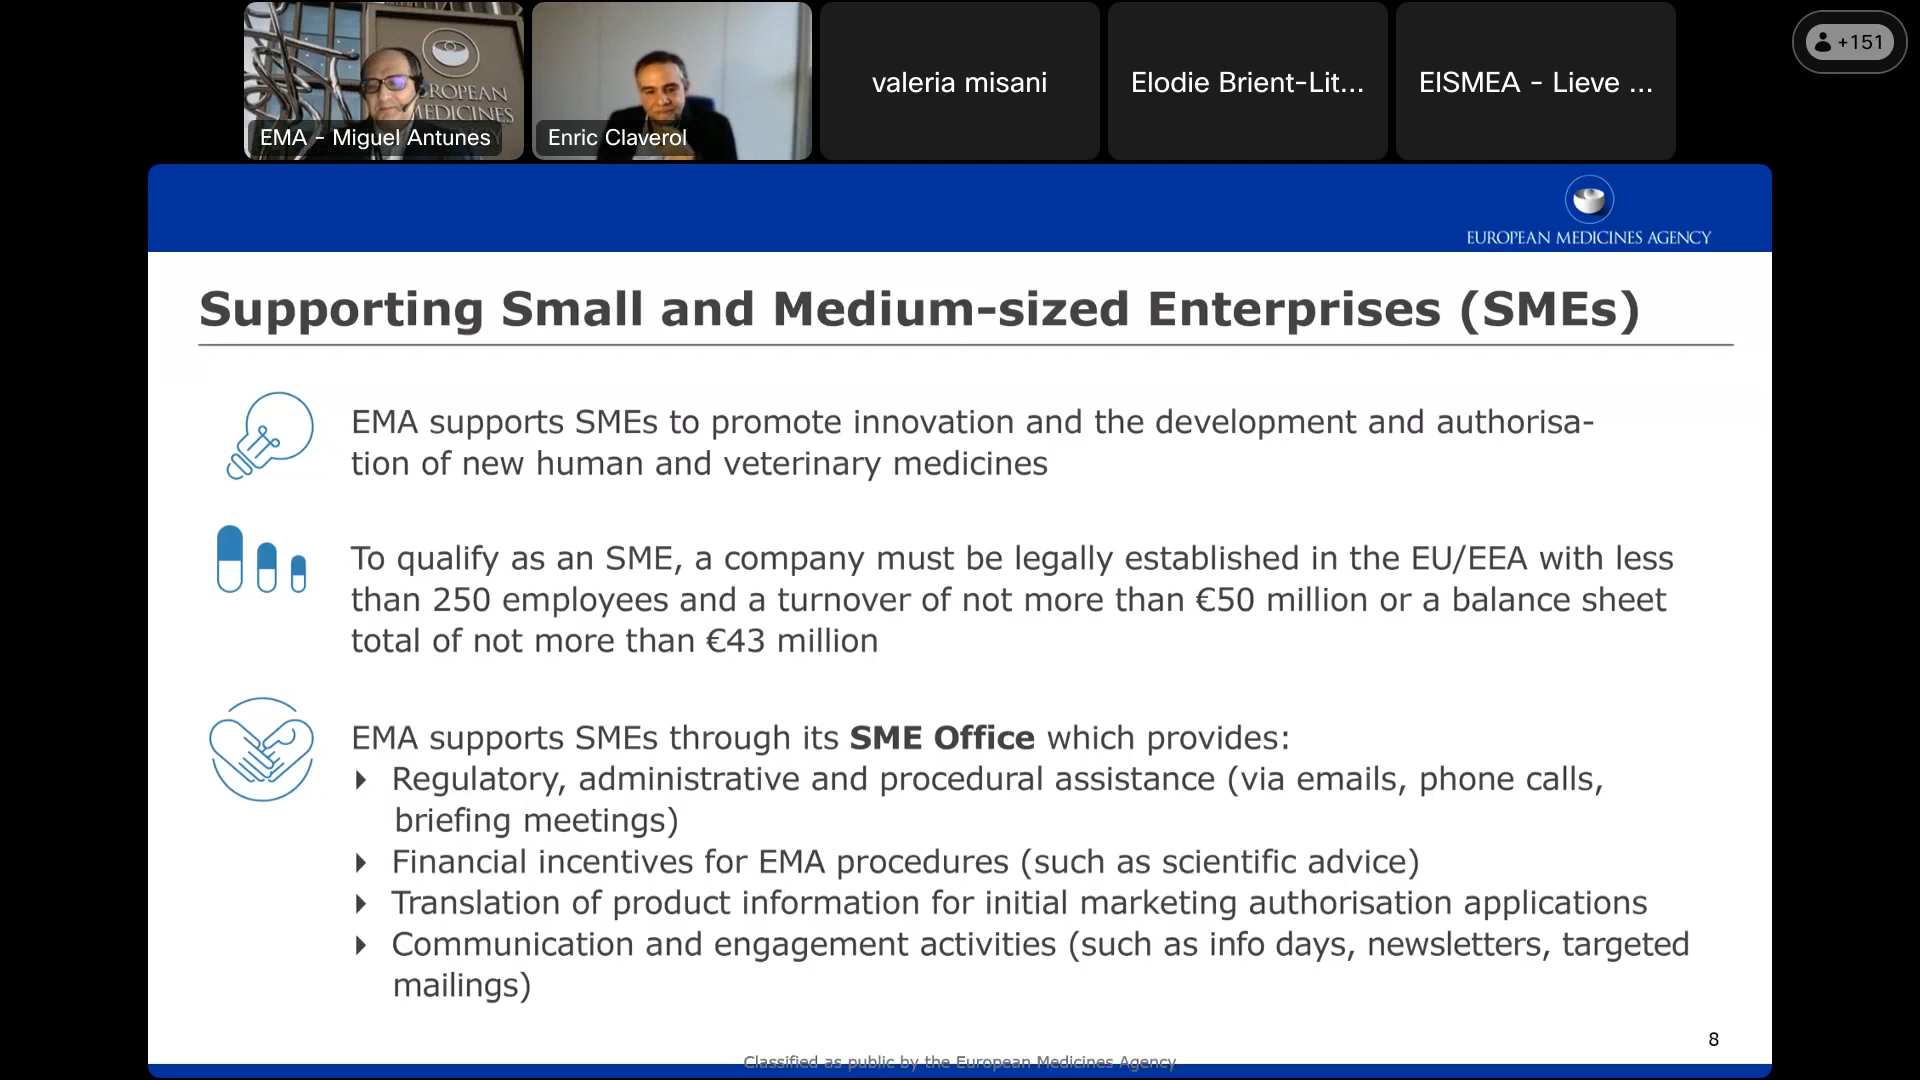 EUROPEAN
MEDICINES
EMA - Miguel Antunes
Enric Claverol
valeria misani
Elodie Brient-Lit...
EISMEA - Lieve ...
+151
EUROPEAN MEDICINES AGENCY
Supporting Small and Medium-sized Enterprises (SMEs)
EMA supports SMEs to promote innovation and the development and authorisa-
tion of new human and veterinary medicines
To qualify as an SME, a company must be legally established in the EU/EEA with less
than 250 employees and a turnover of not more than €50 million or a balance sheet
total of not more than €43 million
EMA supports SMEs through its SME Office which provides:
Regulatory, administrative and procedural assistance (via emails, phone calls,
briefing meetings)
Financial incentives for EMA procedures (such as scientific advice)
Translation of product information for initial marketing authorisation applications
Communication and engagement activities (such as info days, newsletters, targeted
mailings)
8
Classified as public by the European Medicines Agency